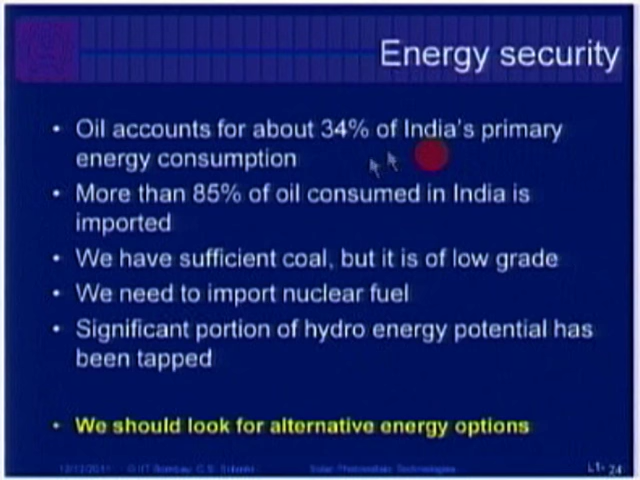 Energy security
• Oil accounts for about 34% of India's primary
energy consumption
• More than 85% of oil consumed in India is
imported
• We have sufficient coal, but it is of low grade
• We need to import nuclear fuel
• Significant portion of hydro energy potential has
been tapped
• We should look for alternative energy options
L1- 24